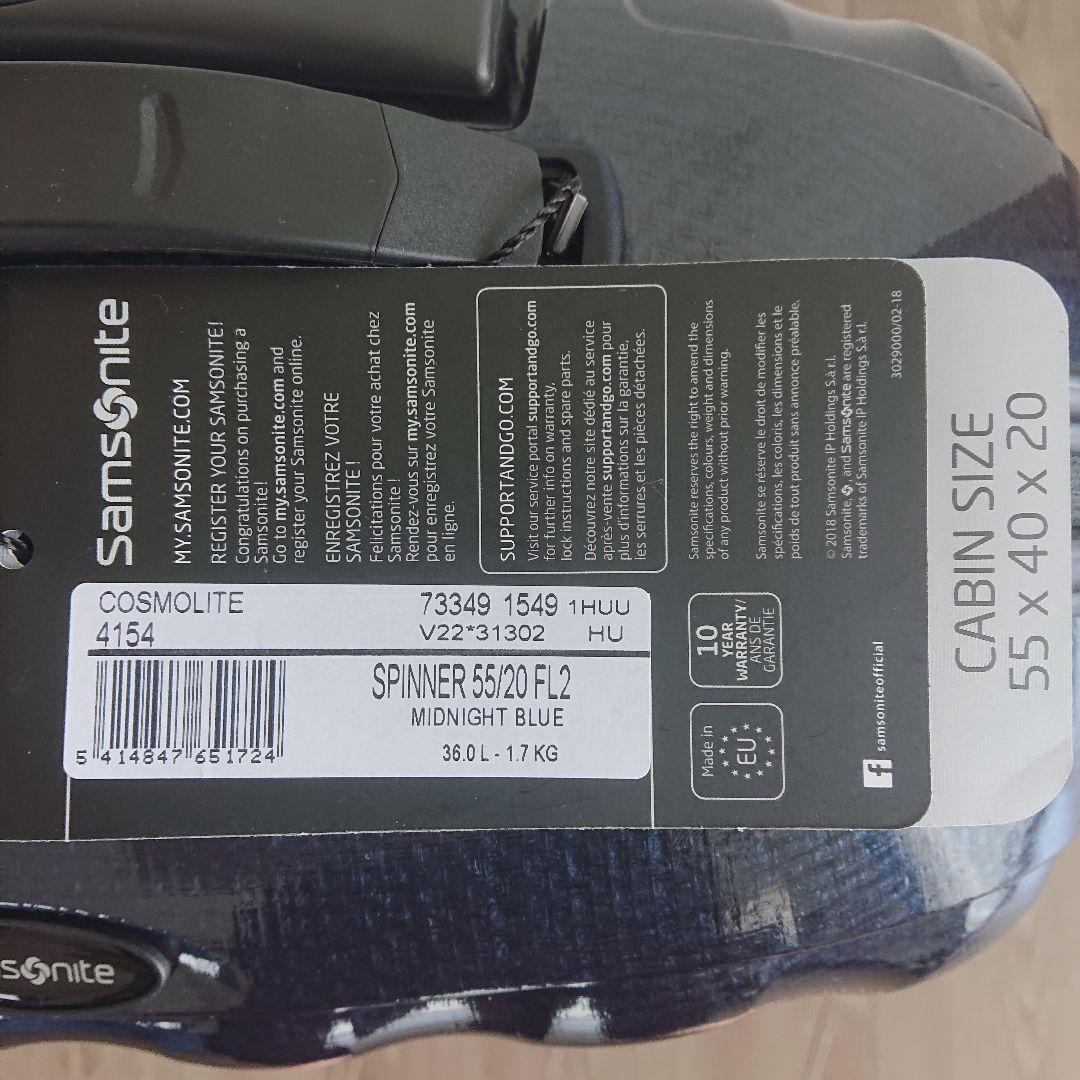 Samsonite
MY.SAMSONITE.COM
REGISTER YOUR SAMSONITE!
Congratulations on purchasing a
Samsonite!
Go to my.samsonite.com and
register your Samsonite online.
ENREGISTREZ VOTRE
SAMSONITE !
Felicitations pour votre achat chez
Samsonite !
Rendez-vous sur my.samsonite.com
pour enregistrez votre Samsonite
en ligne.
SUPPORTANDGO.COM
Visit our service portal supportandgo.com
for further info on warranty,
lock instructions and spare parts.
Découvrez notre site dédié au service
après-vente supportandgo.com pour
plus d'informations sur la garantie,
les serrures et les pièces détachées.
Samsonite reserves the right to amend the
specifications, colours, weight and dimensions
of any product without prior warning.
Samsonite se réserve le droit de modifier les
spécifications, les coloris, les dimensions et le
poids de tout produit sans annonce préalable.
© 2018 Samsonite IP Holdings S.à r.l.
Samsonite, , and Samsonite are registered
trademarks of Samsonite IP Holdings S.à r.l.
3029000/02-18
COSMOLITE 73349 1549 1HUU
4154 V22*31302 HU
SPINNER 55/20 FL2
MIDNIGHT BLUE
36.0 L - 1.7 KG
5 414847 651724
10
YEAR
WARRANTY/
ANS DE
GARANTIE
Made in
EU
f samsoniteofficial
CABIN SIZE
55 x 40 x 20
sonite